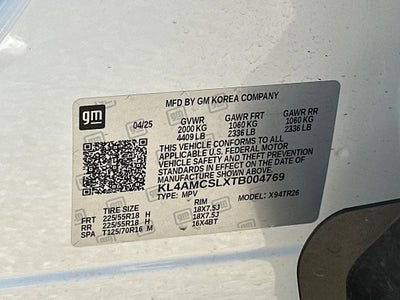 MFD BY GM KOREA COMPANY
gm
04/25 GVWR GAWR FRT GAWR RR
2000 KG 1060 KG 1060 KG
4409 LB 2336 LB 2336 LB
THIS VEHICLE CONFORMS TO ALL
APPLICABLE U.S. FEDERAL MOTOR
VEHICLE SAFETY AND THEFT PREVENTION
STANDARDS IN EFFECT ON THE DATE OF
MANUFACTURE SHOWN ABOVE.
KL4AMCSLXTB004769
TYPE: MPV MODEL: X94TR26
TIRE SIZE RIM
FRT 225/55R18 H 18X7.5J
RR 225/55R18 H 18X7.5J
SPA T125/70R16 M 16X4BT